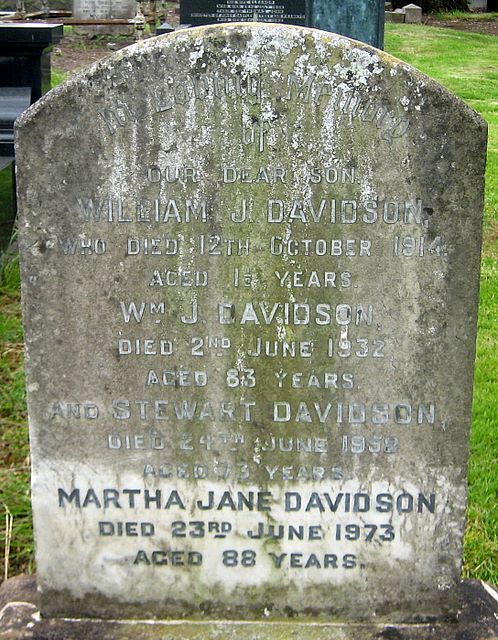 In Loving Memory
of
OUR DEAR SON
WILLIAM J. DAVIDSON,
WHO DIED 12TH OCTOBER 1914
AGED YEARS.
WM J DAVIDSON,
DIED 2ND JUNE 1932
AGED 83 YEARS.
AND STEWART DAVIDSON,
DIED 24TH JUNE 1958
AGED 73 YEARS
MARTHA JANE DAVIDSON
DIED 23RD JUNE 1973
AGED 88 YEARS.